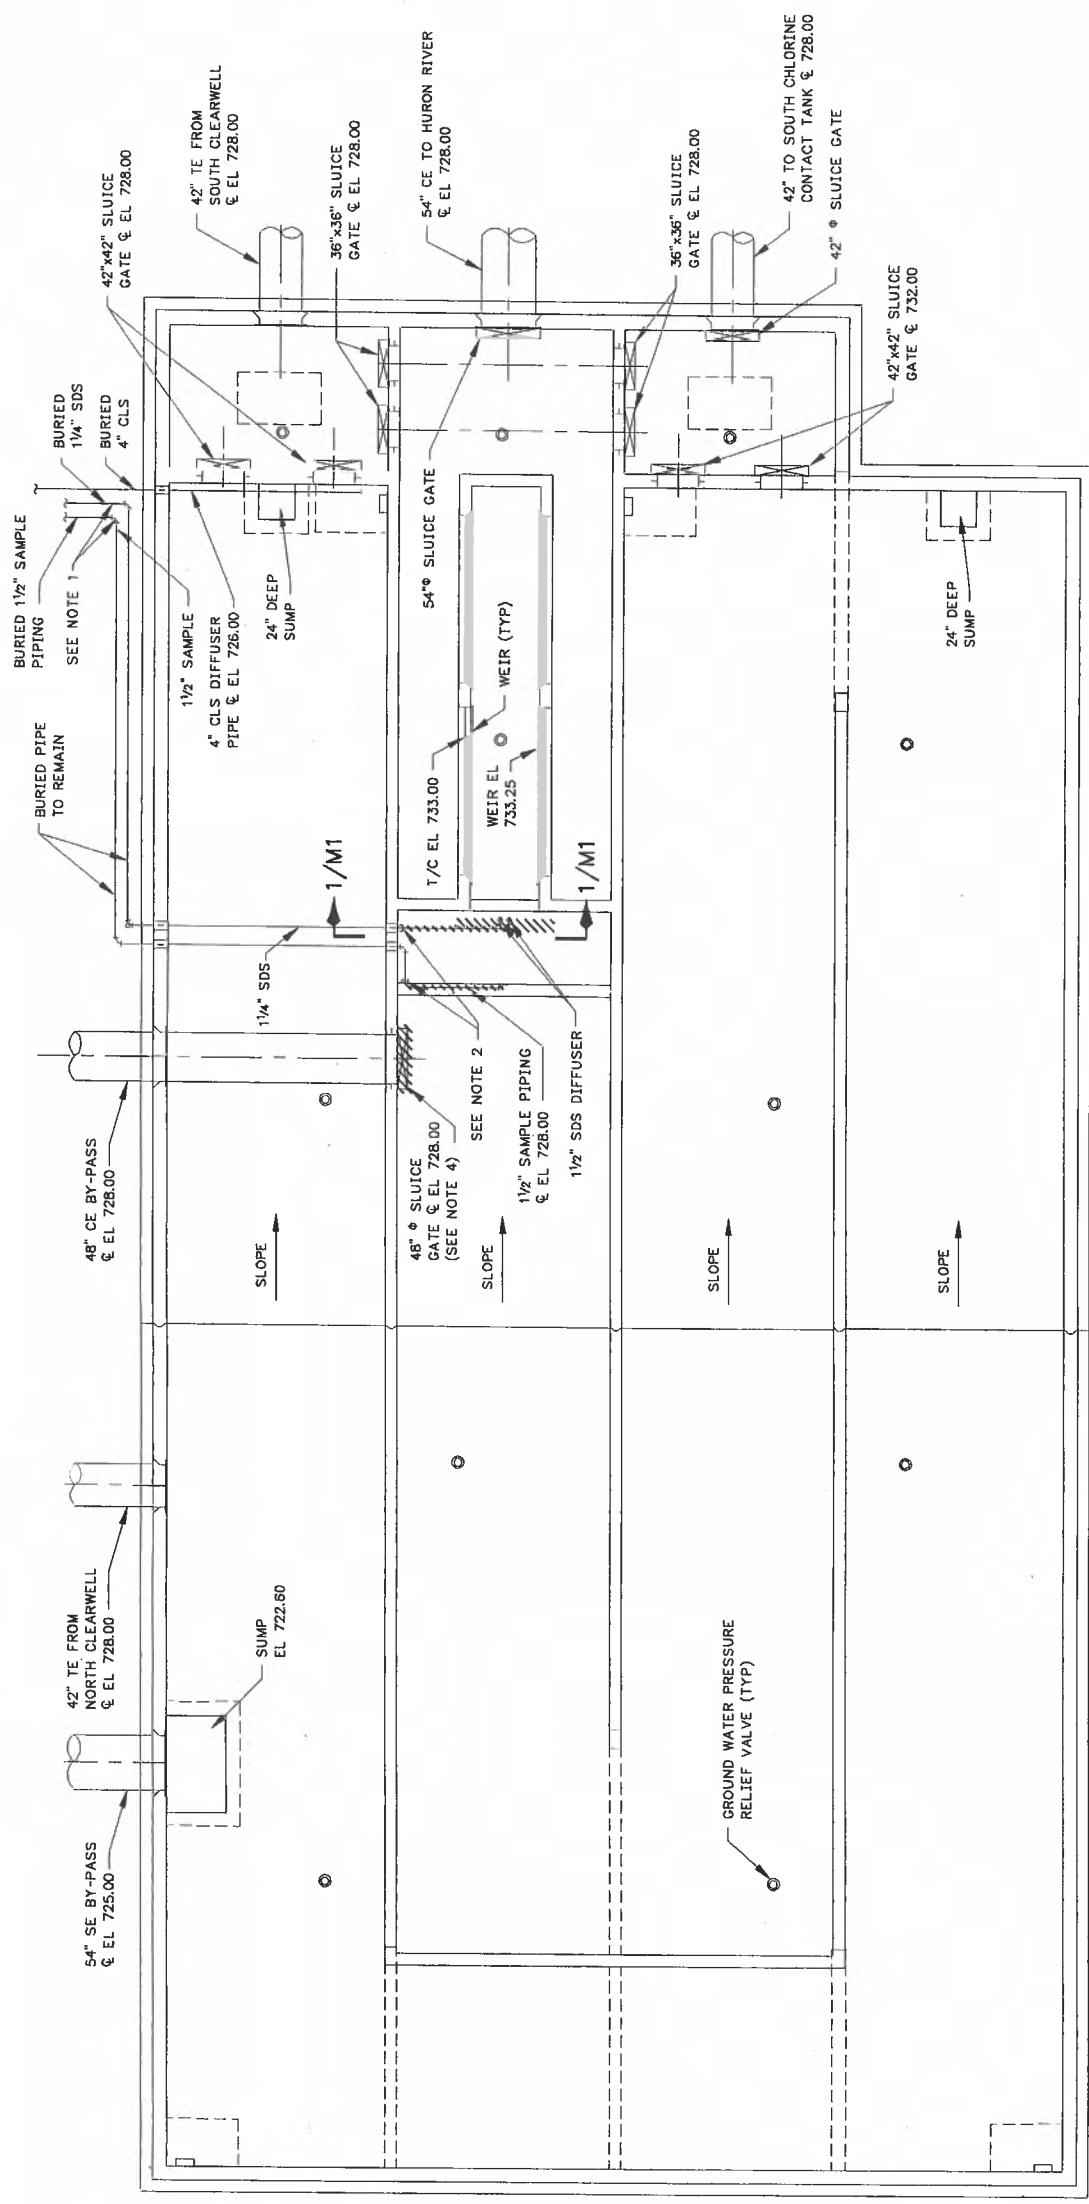 BURIED 1½" SAMPLE
PIPING
SEE NOTE 1
BURIED
1¼" SDS
BURIED
4" CLS
42"x42" SLUICE
GATE ℄ EL 728.00
42" TE FROM
SOUTH CLEARWELL
℄ EL 728.00
36"x36" SLUICE
GATE ℄ EL 728.00
54" CE TO HURON RIVER
℄ EL 728.00
36"x36" SLUICE
GATE ℄ EL 728.00
42" TO SOUTH CHLORINE
CONTACT TANK ℄ 728.00
42" Φ SLUICE GATE
42"x42" SLUICE
GATE ℄ 732.00
BURIED PIPE
TO REMAIN
1½" SAMPLE
4" CLS DIFFUSER
PIPE ℄ EL 726.00
24" DEEP
SUMP
54"Φ SLUICE GATE
T/C EL 733.00
WEIR (TYP)
WEIR EL
733.25
24" DEEP
SUMP
1/M1
1/M1
1¼" SDS
48" CE BY-PASS
℄ EL 728.00
48" Φ SLUICE
GATE ℄ EL 728.00
(SEE NOTE 4)
SEE NOTE 2
1½" SAMPLE PIPING
℄ EL 728.00
1½" SDS DIFFUSER
SLOPE
SLOPE
SLOPE
SLOPE
42" TE FROM
NORTH CLEARWELL
℄ EL 728.00
54" SE BY-PASS
℄ EL 725.00
SUMP
EL 722.60
GROUND WATER PRESSURE
RELIEF VALVE (TYP)